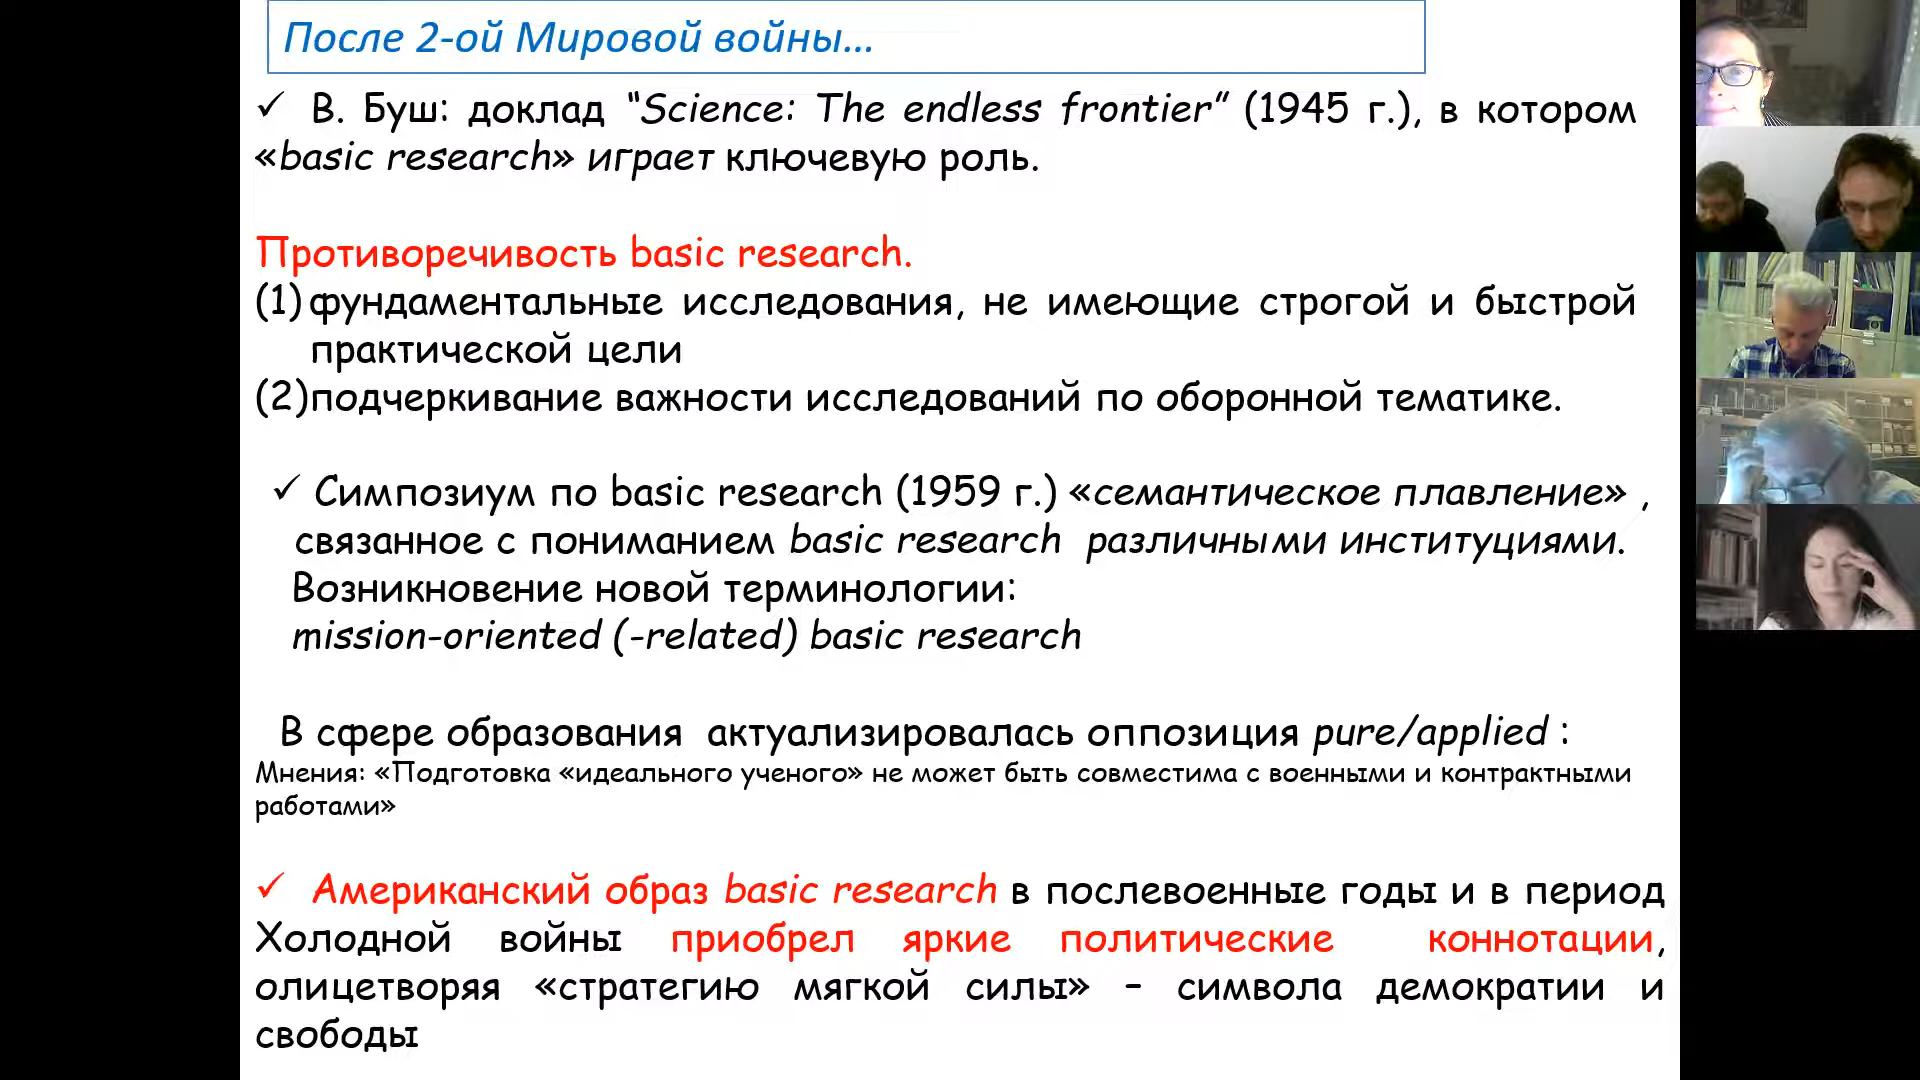 После 2-ой Мировой войны…
✓ В. Буш: доклад “Science: The endless frontier” (1945 г.), в котором
«basic research» играет ключевую роль.
Противоречивость basic research.
(1) фундаментальные исследования, не имеющие строгой и быстрой
практической цели
(2)подчеркивание важности исследований по оборонной тематике.
✓ Симпозиум по basic research (1959 г.) «семантическое плавление» ,
связанное с пониманием basic research различными институциями.
Возникновение новой терминологии:
mission-oriented (-related) basic research
В сфере образования актуализировалась оппозиция pure/applied :
Мнения: «Подготовка «идеального ученого» не может быть совместима с военными и контрактными
работами»
✓ Американский образ basic research в послевоенные годы и в период
Холодной войны приобрел яркие политические коннотации,
олицетворяя «стратегию мягкой силы» – символа демократии и
свободы